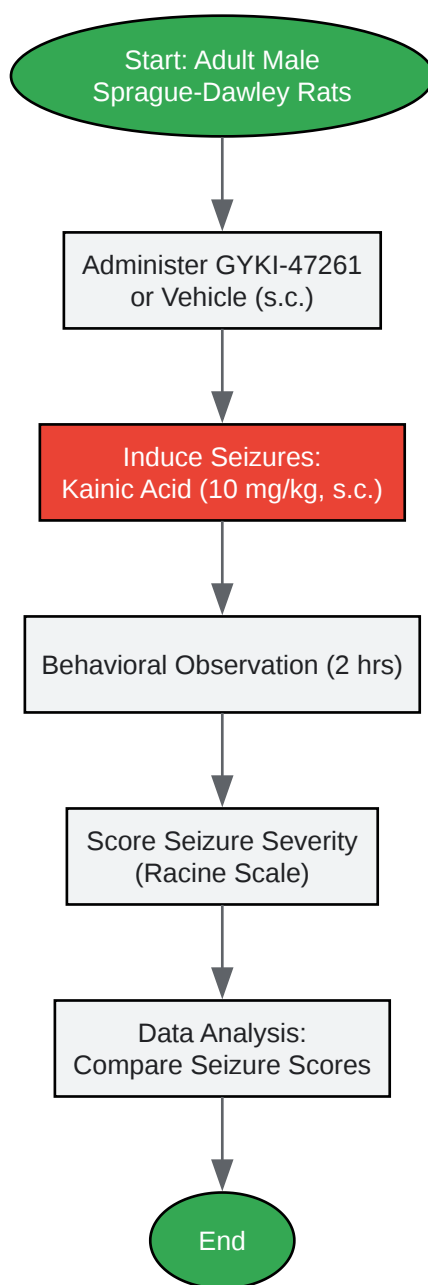 Start: Adult Male
Sprague-Dawley Rats
Administer GYKI-47261
or Vehicle (s.c.)
Induce Seizures:
Kainic Acid (10 mg/kg, s.c.)
Behavioral Observation (2 hrs)
Score Seizure Severity
(Racine Scale)
Data Analysis:
Compare Seizure Scores
End